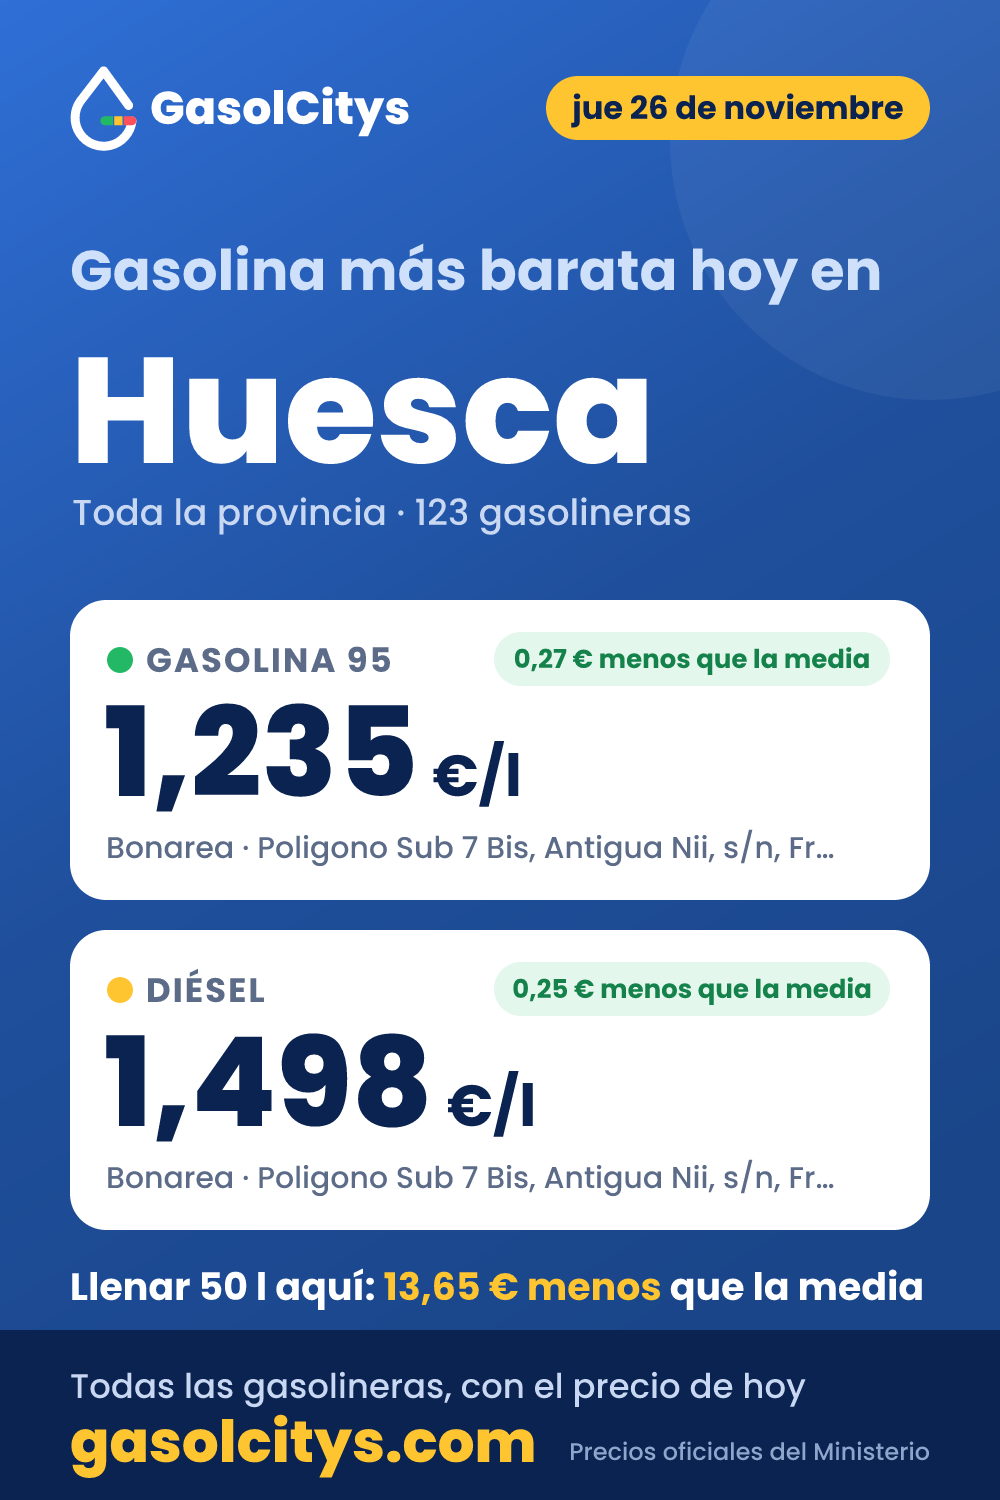 GasolCitys
jue 26 de noviembre
Gasolina más barata hoy en
Huesca
Toda la provincia · 123 gasolineras
GASOLINA 95
0,27 € menos que la media
1,235 €/l
Bonarea · Poligono Sub 7 Bis, Antigua Nii, s/n, Fr...
DIÉSEL
0,25 € menos que la media
1,498 €/l
Bonarea · Poligono Sub 7 Bis, Antigua Nii, s/n, Fr...
Llenar 50 l aquí: 13,65 € menos que la media
Todas las gasolineras, con el precio de hoy
gasolcitys.com
Precios oficiales del Ministerio